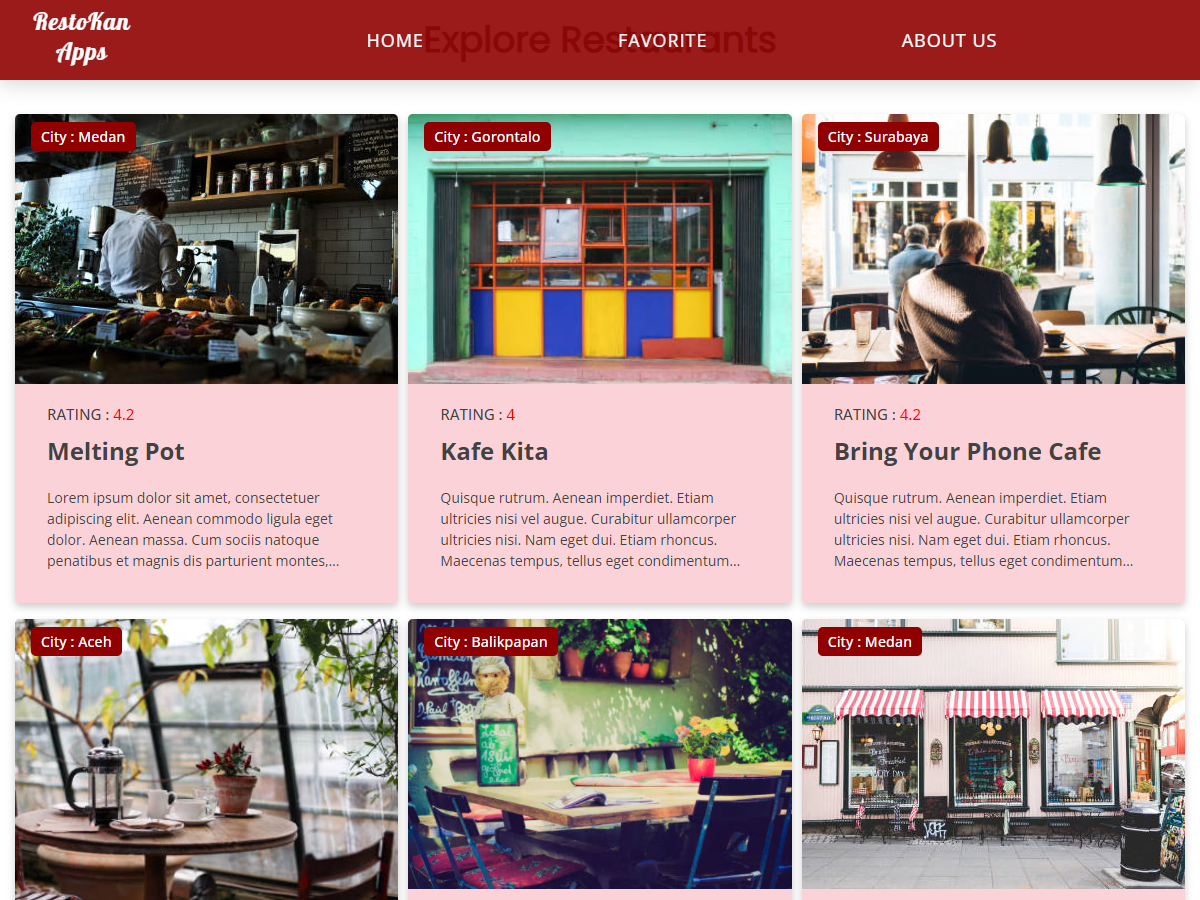 RestoKan
Apps
HOME
FAVORITE
ABOUT US
Explore Restaurants
City : Medan
City : Gorontalo
City : Surabaya
RATING : 4.2
Melting Pot
Lorem ipsum dolor sit amet, consectetuer
adipiscing elit. Aenean commodo ligula eget
dolor. Aenean massa. Cum sociis natoque
penatibus et magnis dis parturient montes,...
RATING : 4
Kafe Kita
Quisque rutrum. Aenean imperdiet. Etiam
ultricies nisi vel augue. Curabitur ullamcorper
ultricies nisi. Nam eget dui. Etiam rhoncus.
Maecenas tempus, tellus eget condimentum...
RATING : 4.2
Bring Your Phone Cafe
Quisque rutrum. Aenean imperdiet. Etiam
ultricies nisi vel augue. Curabitur ullamcorper
ultricies nisi. Nam eget dui. Etiam rhoncus.
Maecenas tempus, tellus eget condimentum...
City : Aceh
City : Balikpapan
City : Medan